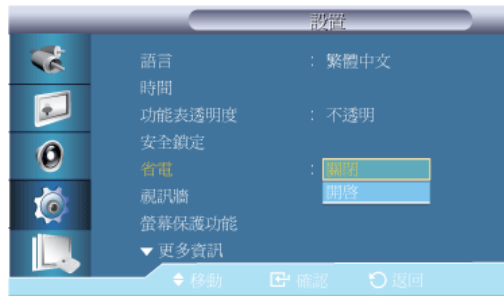 設置
語言 : 繁體中文
時間
功能表透明度 : 不透明
安全鎖定
省電 : 關閉
開啓
視訊牆
螢幕保護功能
▼ 更多資訊
移動 確認 返回